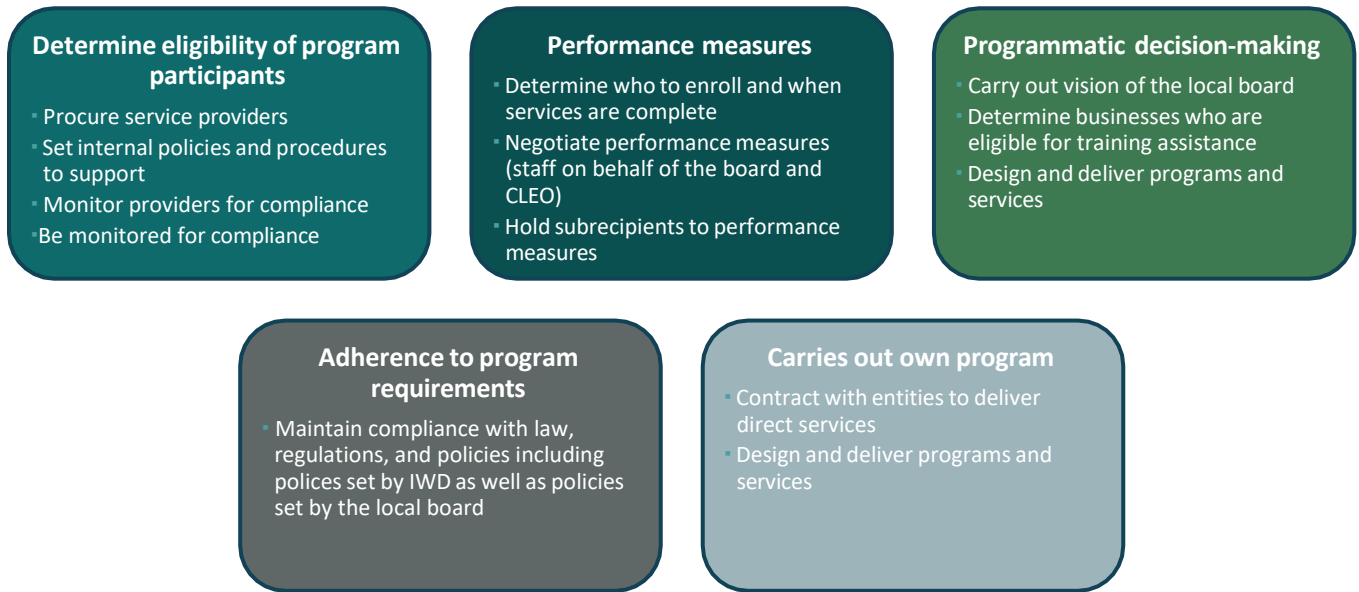 Determine eligibility of program
participants
▪ Procure service providers
▪ Set internal policies and procedures
to support
▪ Monitor providers for compliance
▪Be monitored for compliance
Performance measures
▪ Determine who to enroll and when
services are complete
▪ Negotiate performance measures
(staff on behalf of the board and
CLEO)
▪ Hold subrecipients to performance
measures
Programmatic decision-making
▪ Carry out vision of the local board
▪ Determine businesses who are
eligible for training assistance
▪ Design and deliver programs and
services
Adherence to program
requirements
▪ Maintain compliance with law,
regulations, and policies including
polices set by IWD as well as policies
set by the local board
Carries out own program
▪ Contract with entities to deliver
direct services
▪ Design and deliver programs and
services